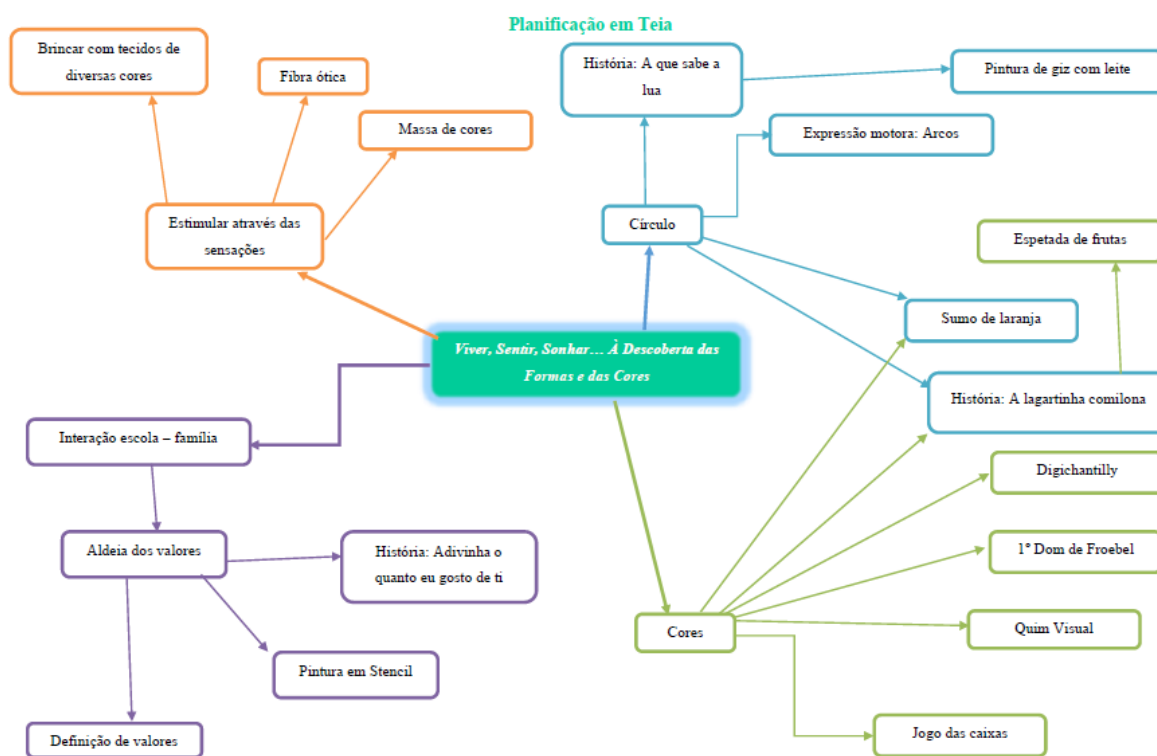 Planificação em Teia
Brincar com tecidos de
diversas cores
Fibra ótica
Massa de cores
Estimular através das
sensações
História: A que sabe a
lua
Pintura de giz com leite
Expressão motora: Arcos
Círculo
Espetada de frutas
Sumo de laranja
História: A lagartinha comilona
Viver, Sentir, Sonhar… À Descoberta das
Formas e das Cores
Interação escola – família
Aldeia dos valores
História: Adivinha o
quanto eu gosto de ti
Pintura em Stencil
Definição de valores
Digichantilly
1º Dom de Froebel
Cores
Quim Visual
Jogo das caixas